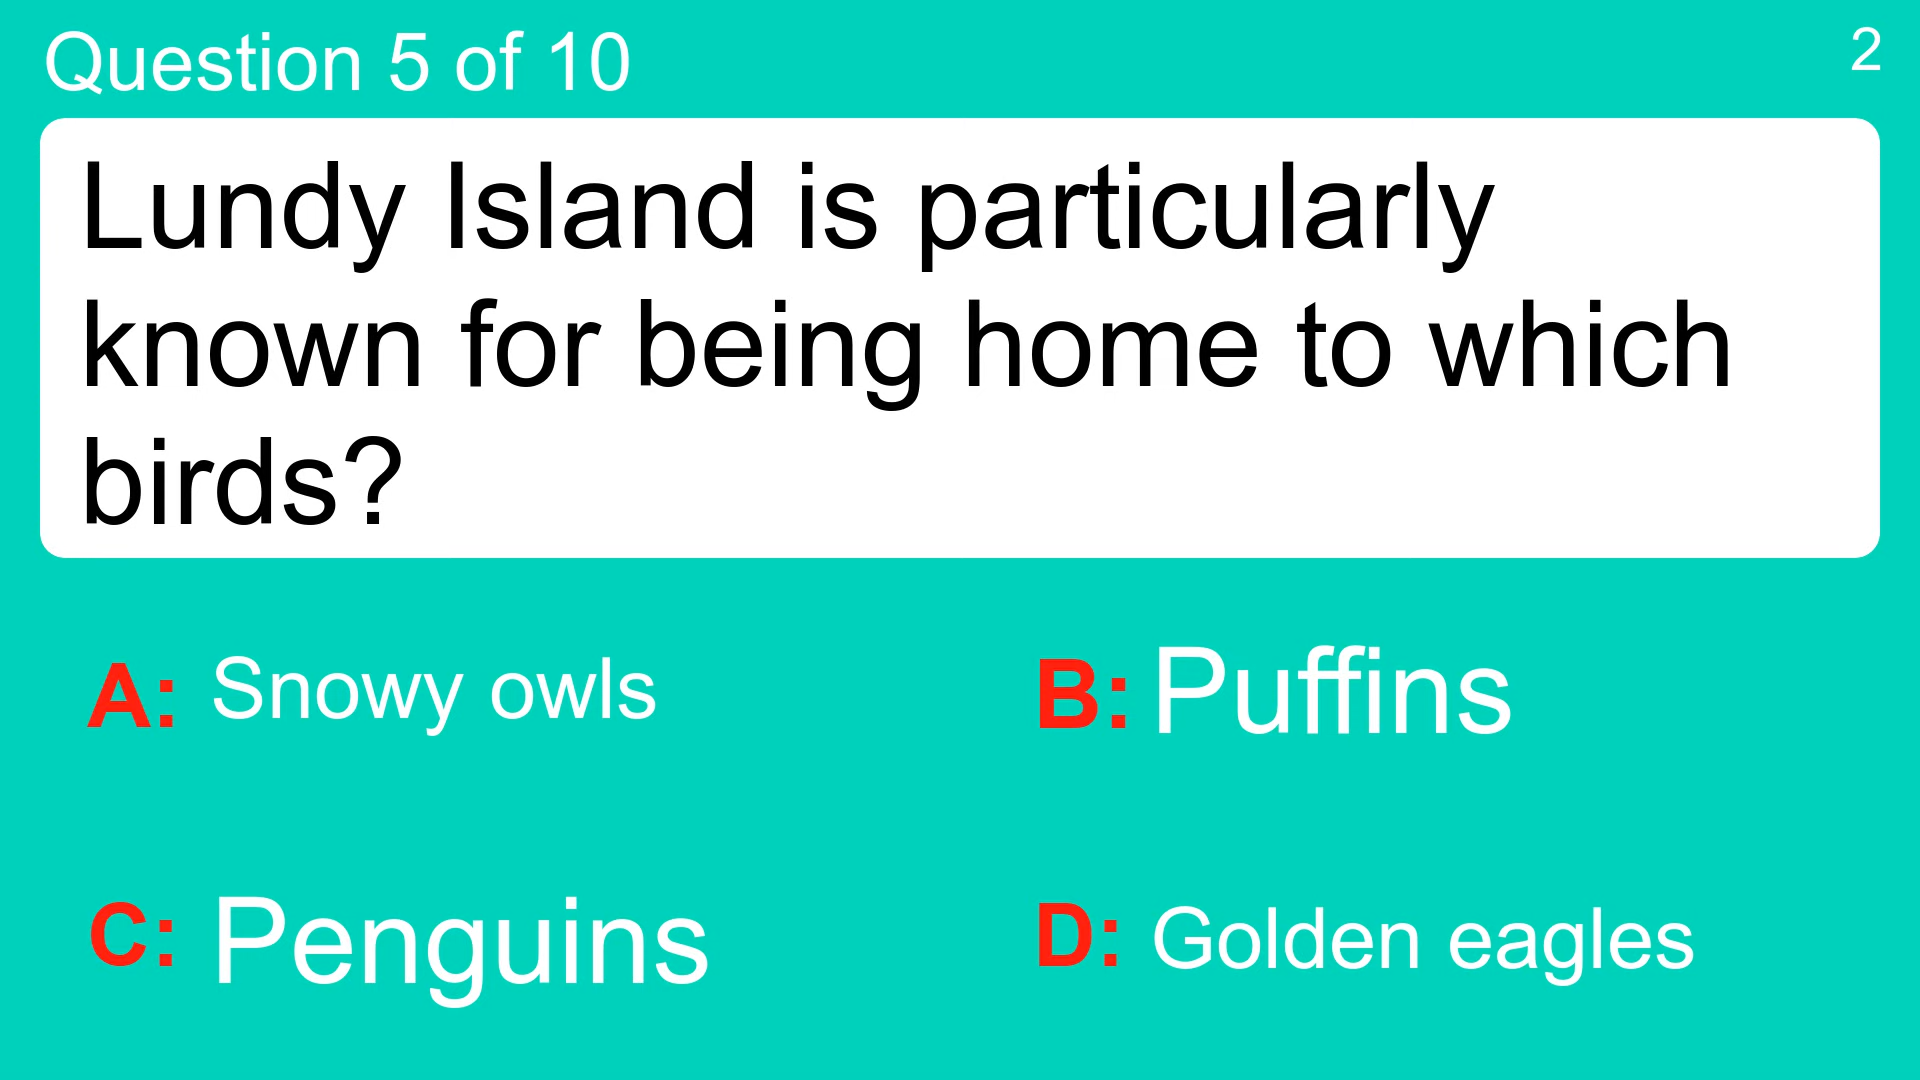 Question 5 of 10
2
Lundy Island is particularly
known for being home to which
birds?
A: Snowy owls
B: Puffins
C: Penguins
D: Golden eagles